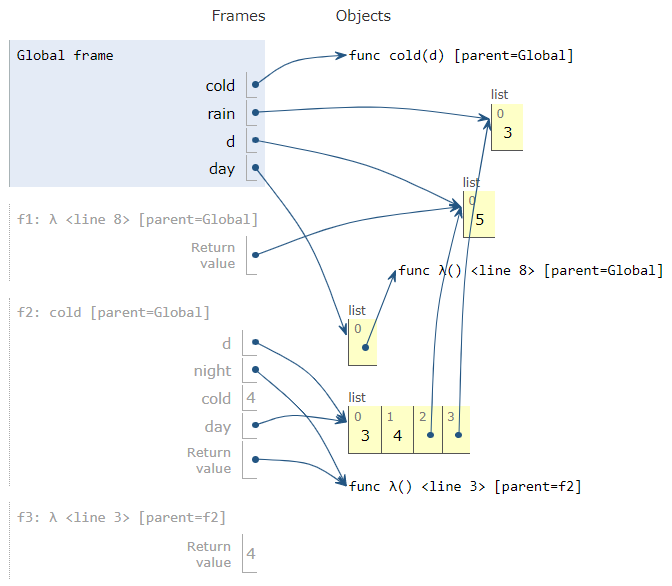 Frames Objects
Global frame
func cold(d) [parent=Global]
cold
list
rain
0
3
d
day
list
0
5
f1: λ <line 8> [parent=Global]
Return
value
func λ() <line 8> [parent=Global]
f2: cold [parent=Global]
list
0
d
night
cold 4
list
0 1 2 3
3 4
day
Return
value
func λ() <line 3> [parent=f2]
f3: λ <line 3> [parent=f2]
Return
value
4